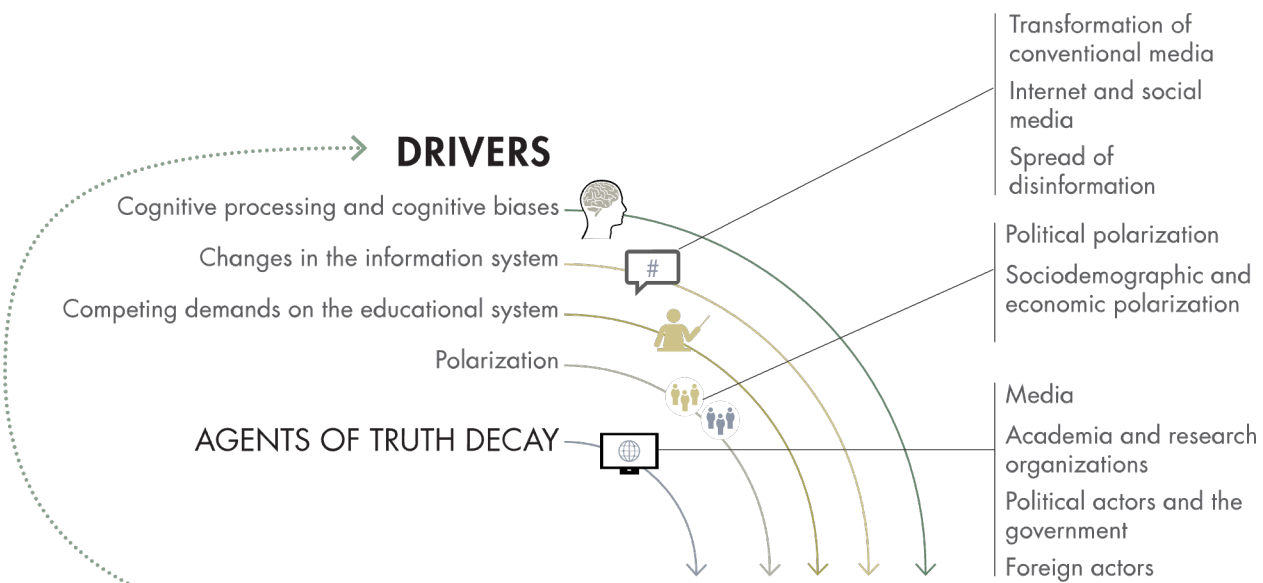 DRIVERS
Cognitive processing and cognitive biases
Changes in the information system
#
Competing demands on the educational system
Polarization
AGENTS OF TRUTH DECAY
Transformation of
conventional media
Internet and social
media
Spread of
disinformation
Political polarization
Sociodemographic and
economic polarization
Media
Academia and research
organizations
Political actors and the
government
Foreign actors